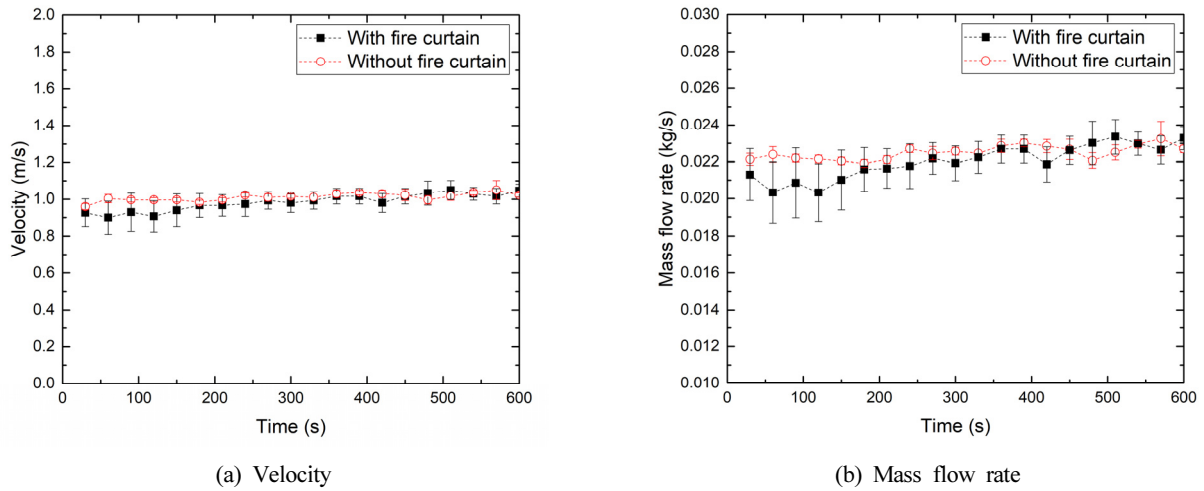 2.0
1.8
1.6
1.4
1.2
1.0
0.8
0.6
0.4
0.2
0.0
Velocity (m/s)
With fire curtain
Without fire curtain
0 100 200 300 400 500 600
Time (s)
(a) Velocity
0.030
0.028
0.026
0.024
0.022
0.020
0.018
0.016
0.014
0.012
0.010
Mass flow rate (kg/s)
With fire curtain
Without fire curtain
0 100 200 300 400 500 600
Time (s)
(b) Mass flow rate